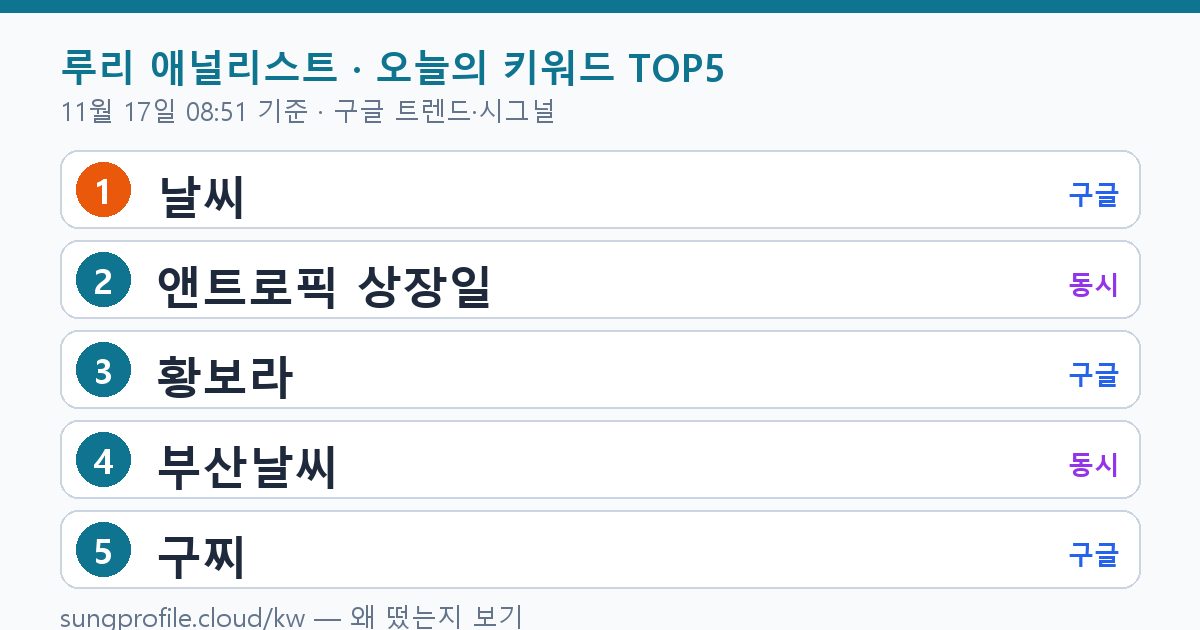 루리 애널리스트 · 오늘의 키워드 TOP5
11월 17일 08:51 기준 · 구글 트렌드·시그널
1 날씨 구글
2 앤트로픽 상장일 동시
3 황보라 구글
4 부산날씨 동시
5 구찌 구글
sungprofile.cloud/kw — 왜 떴는지 보기